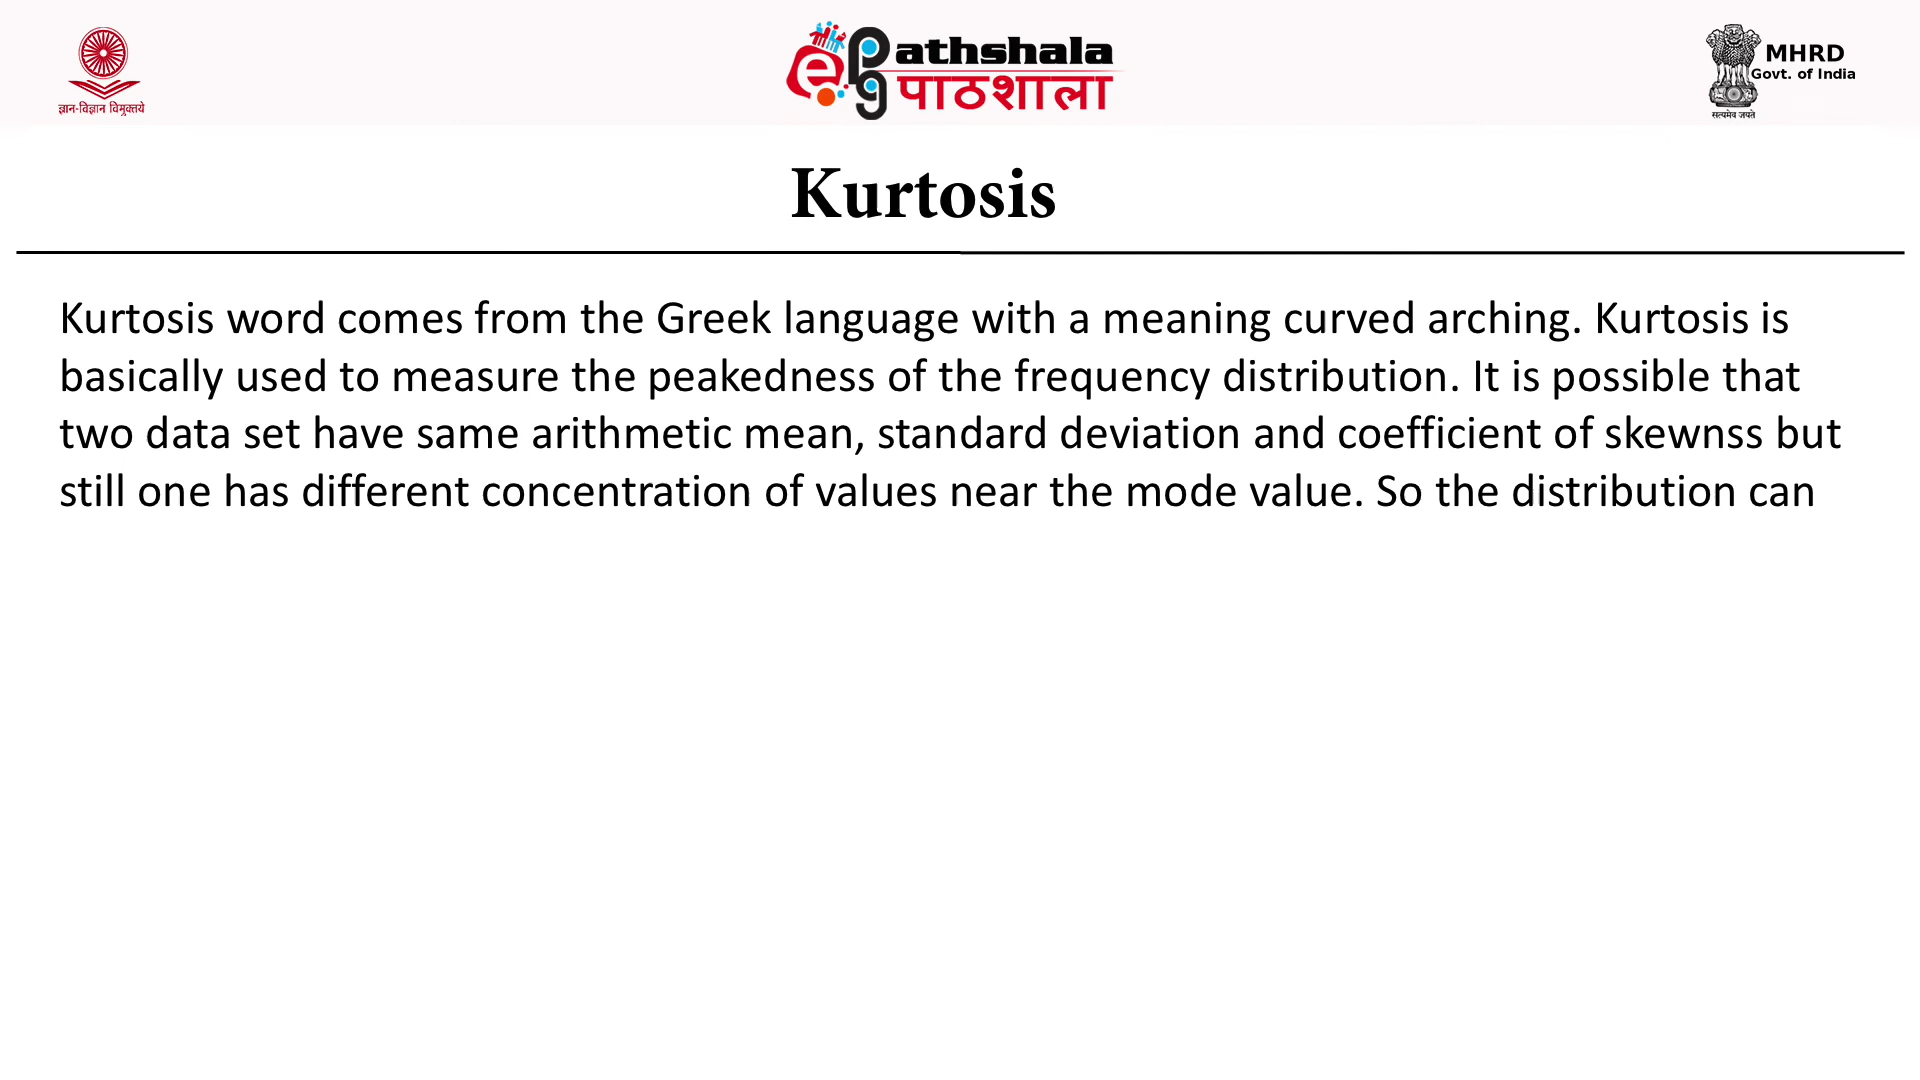 ज्ञान-विज्ञान विमुक्तये
e PG athshala
पाठशाला
MHRD
Govt. of India
सत्यमेव जयते
Kurtosis
Kurtosis word comes from the Greek language with a meaning curved arching. Kurtosis is
basically used to measure the peakedness of the frequency distribution. It is possible that
two data set have same arithmetic mean, standard deviation and coefficient of skewnss but
still one has different concentration of values near the mode value. So the distribution can